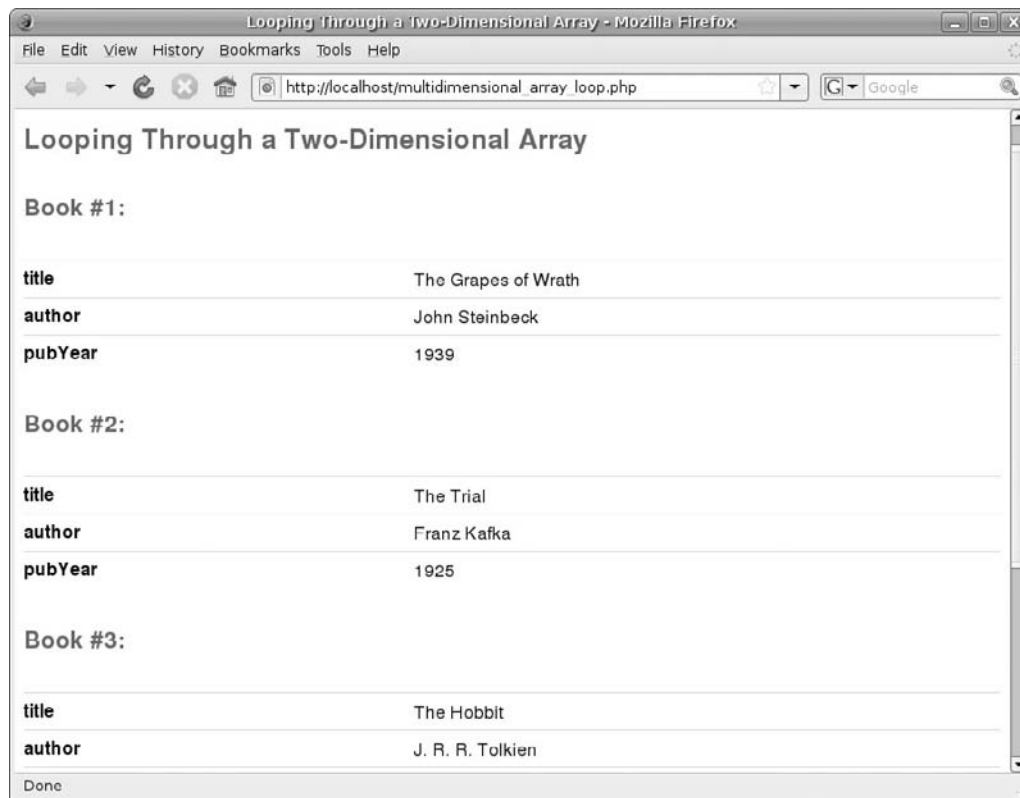 Looping Through a Two-Dimensional Array - Mozilla Firefox
File Edit View History Bookmarks Tools Help
http://localhost/multidimensional_array_loop.php
G Google
Looping Through a Two-Dimensional Array
Book #1:
title The Grapes of Wrath
author John Steinbeck
pubYear 1939
Book #2:
title The Trial
author Franz Kafka
pubYear 1925
Book #3:
title The Hobbit
author J. R. R. Tolkien
Done